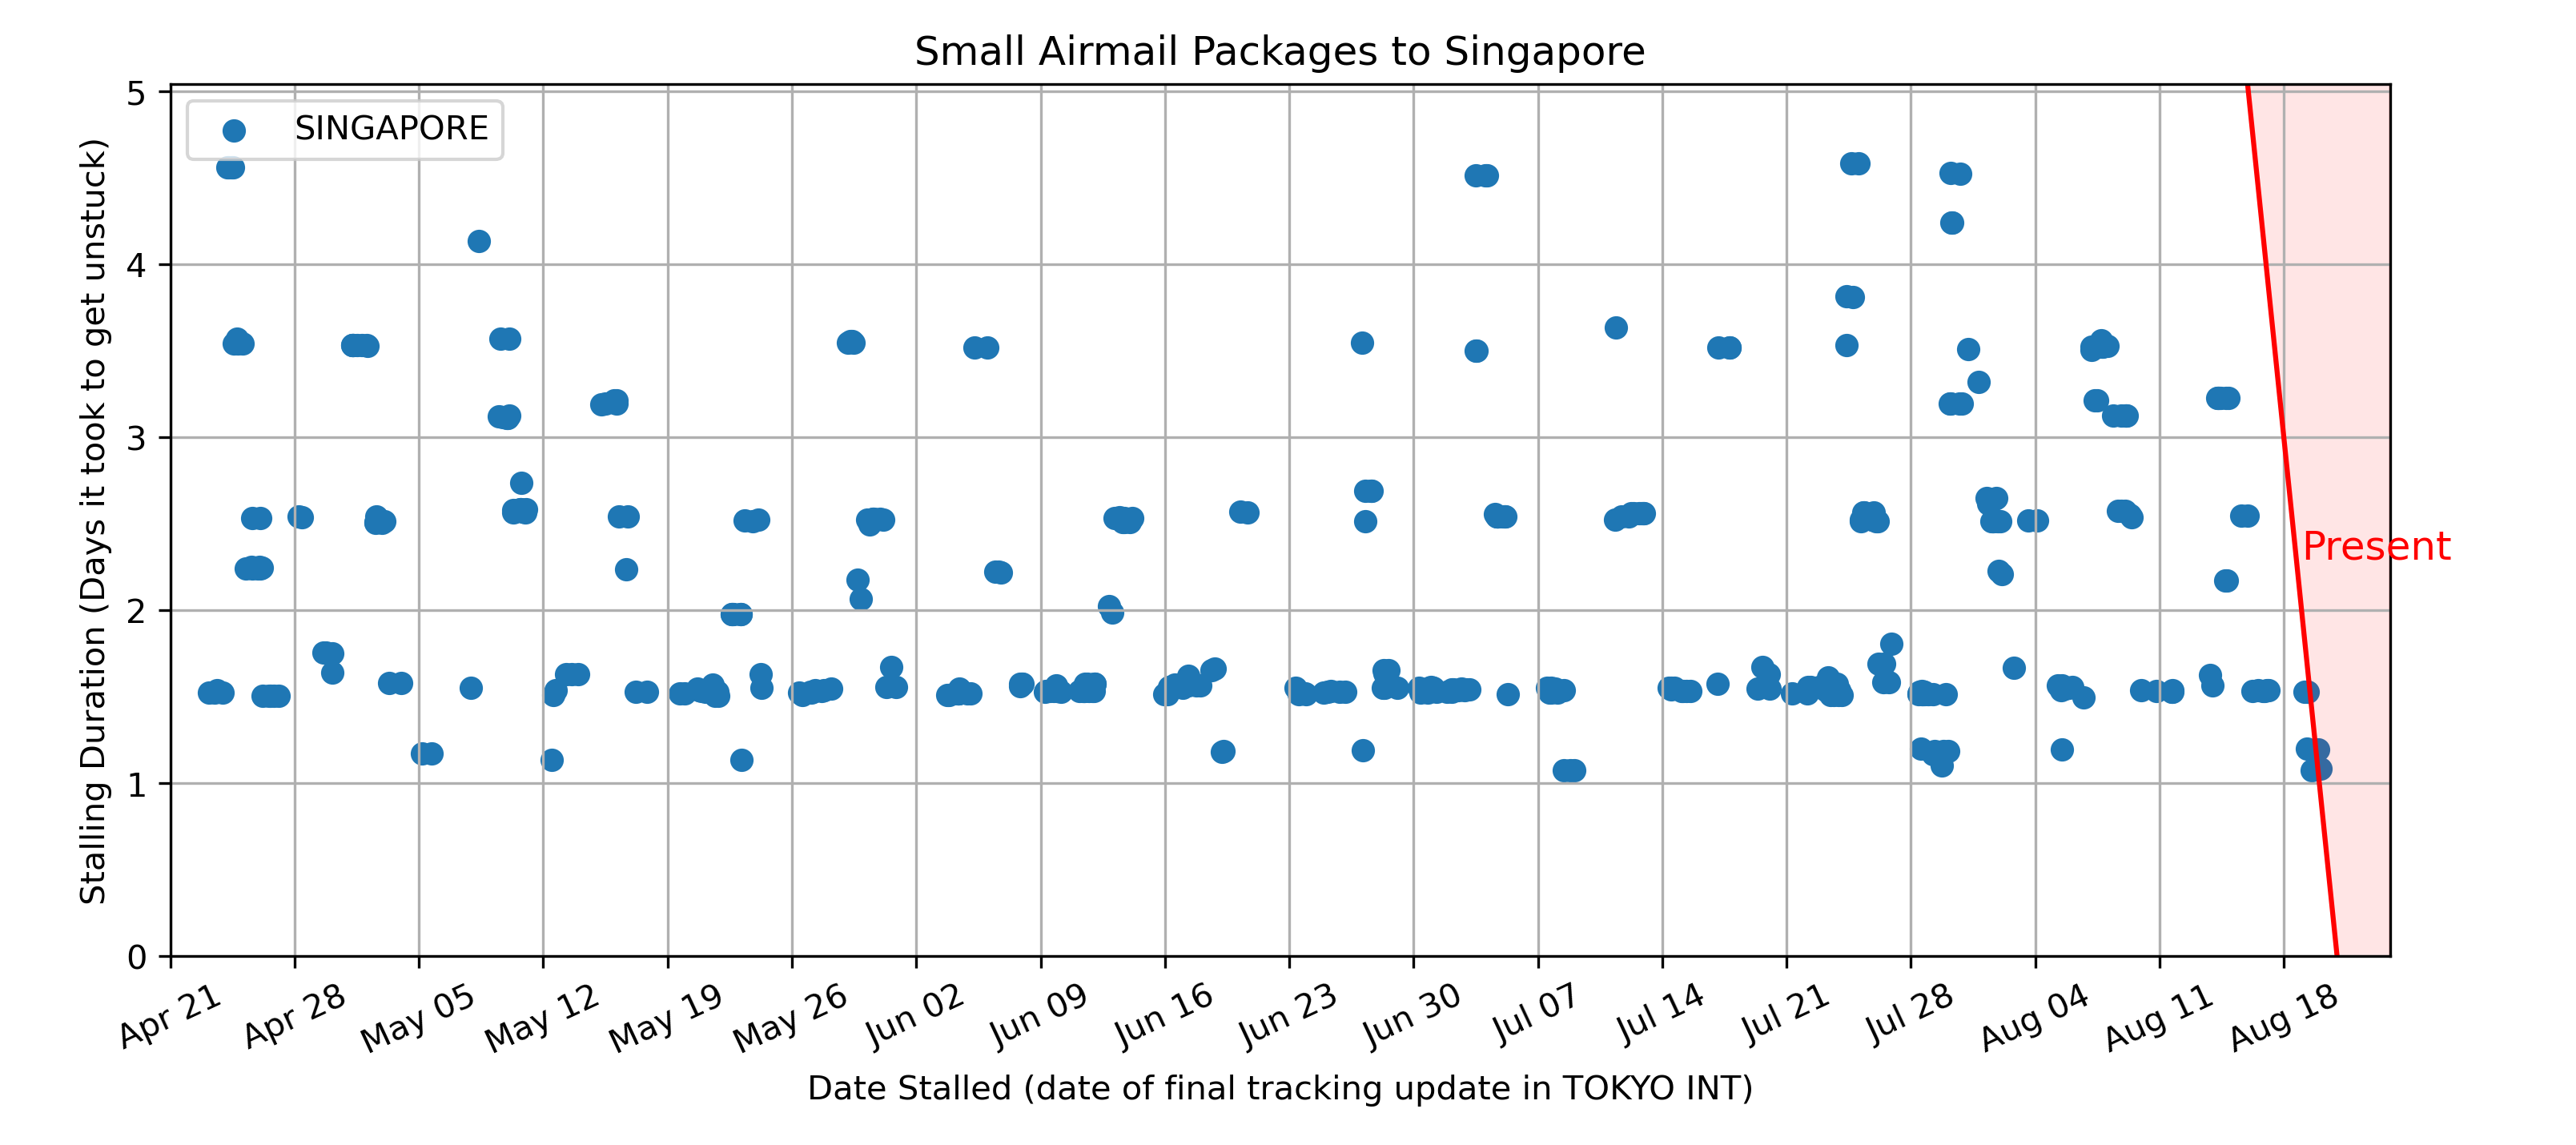 Small Airmail Packages to Singapore
SINGAPORE
Stalling Duration (Days it took to get unstuck)
5
4
3
2
1
0
Present
Apr 21
Apr 28
May 05
May 12
May 19
May 26
Jun 02
Jun 09
Jun 16
Jun 23
Jun 30
Jul 07
Jul 14
Jul 21
Jul 28
Aug 04
Aug 11
Aug 18
Date Stalled (date of final tracking update in TOKYO INT)